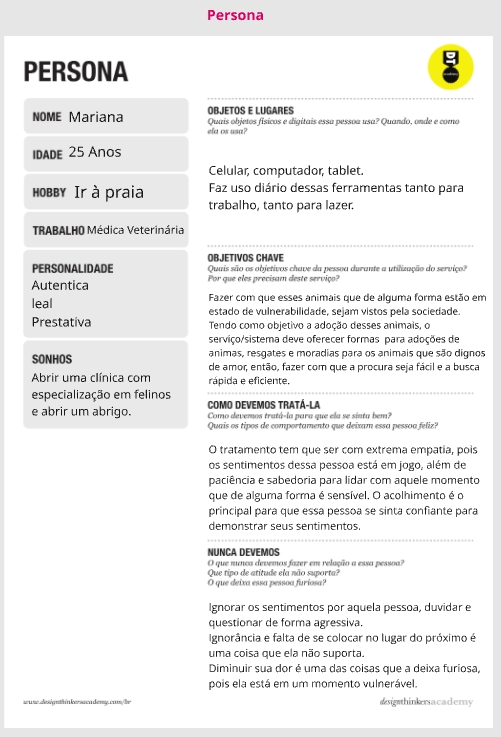 Persona
PERSONA
DT
academy
NOME Mariana
IDADE 25 Anos
HOBBY Ir à praia
TRABALHO Médica Veterinária
PERSONALIDADE
Autentica
leal
Prestativa
SONHOS
Abrir uma clínica com
especialização em felinos
e abrir um abrigo.
OBJETOS E LUGARES
Quais objetos físicos e digitais essa pessoa usa? Quando, onde e como
ela os usa?
Celular, computador, tablet.
Faz uso diário dessas ferramentas tanto para
trabalho, tanto para lazer.
OBJETIVOS CHAVE
Quais são os objetivos chave da pessoa durante a utilização do serviço?
Por que eles precisam deste serviço?
Fazer com que esses animais que de alguma forma estão em
estado de vulnerabilidade, sejam vistos pela sociedade.
Tendo como objetivo a adoção desses animais, o
serviço/sistema deve oferecer formas para adoções de
animas, resgates e moradias para os animais que são dignos
de amor, então, fazer com que a procura seja fácil e a busca
rápida e eficiente.
COMO DEVEMOS TRATÁ-LA
Como devemos tratá-la para que ela se sinta bem?
Quais os tipos de comportamento que deixam essa pessoa feliz?
O tratamento tem que ser com extrema empatia, pois
os sentimentos dessa pessoa está em jogo, além de
paciência e sabedoria para lidar com aquele momento
que de alguma forma é sensível. O acolhimento é o
principal para que essa pessoa se sinta confiante para
demonstrar seus sentimentos.
NUNCA DEVEMOS
O que nunca devemos fazer em relação a essa pessoa?
Que tipo de atitude ela não suporta?
O que deixa essa pessoa furiosa?
Ignorar os sentimentos por aquela pessoa, duvidar e
questionar de forma agressiva.
Ignorância e falta de se colocar no lugar do próximo é
uma coisa que ela não suporta.
Diminuir sua dor é uma das coisas que a deixa furiosa,
pois ela está em um momento vulnerável.
www.designthinkersacademy.com/br
designthinkersacademy